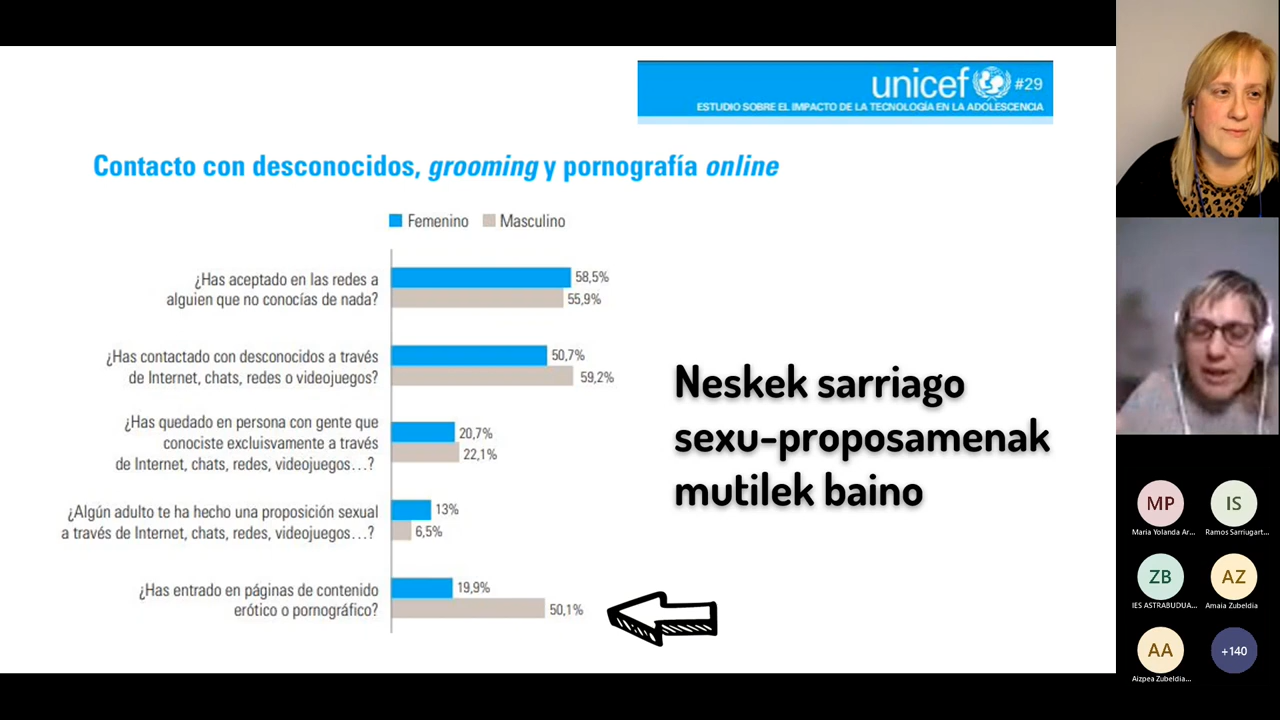 unicef #29
ESTUDIO SOBRE EL IMPACTO DE LA TECNOLOGÍA EN LA ADOLESCENCIA
Contacto con desconocidos, grooming y pornografía online
Femenino Masculino
¿Has aceptado en las redes a
alguien que no conocías de nada?
58,5%
55,9%
¿Has contactado con desconocidos a través
de Internet, chats, redes o videojuegos?
50,7%
59,2%
¿Has quedado en persona con gente que
conociste excluisvamente a través
de Internet, chats, redes, videojuegos…?
20,7%
22,1%
¿Algún adulto te ha hecho una proposición sexual
a través de Internet, chats, redes, videojuegos…?
13%
6,5%
¿Has entrado en páginas de contenido
erótico o pornográfico?
19,9%
50,1%
Neskek sarriago
sexu-proposamenak
mutilek baino
MP IS
Maria Yolanda Ar... Ramos Sarriugart...
ZB AZ
IES ASTRABUDUA... Amaia Zubeldia
AA +140
Aizpea Zubeldia...